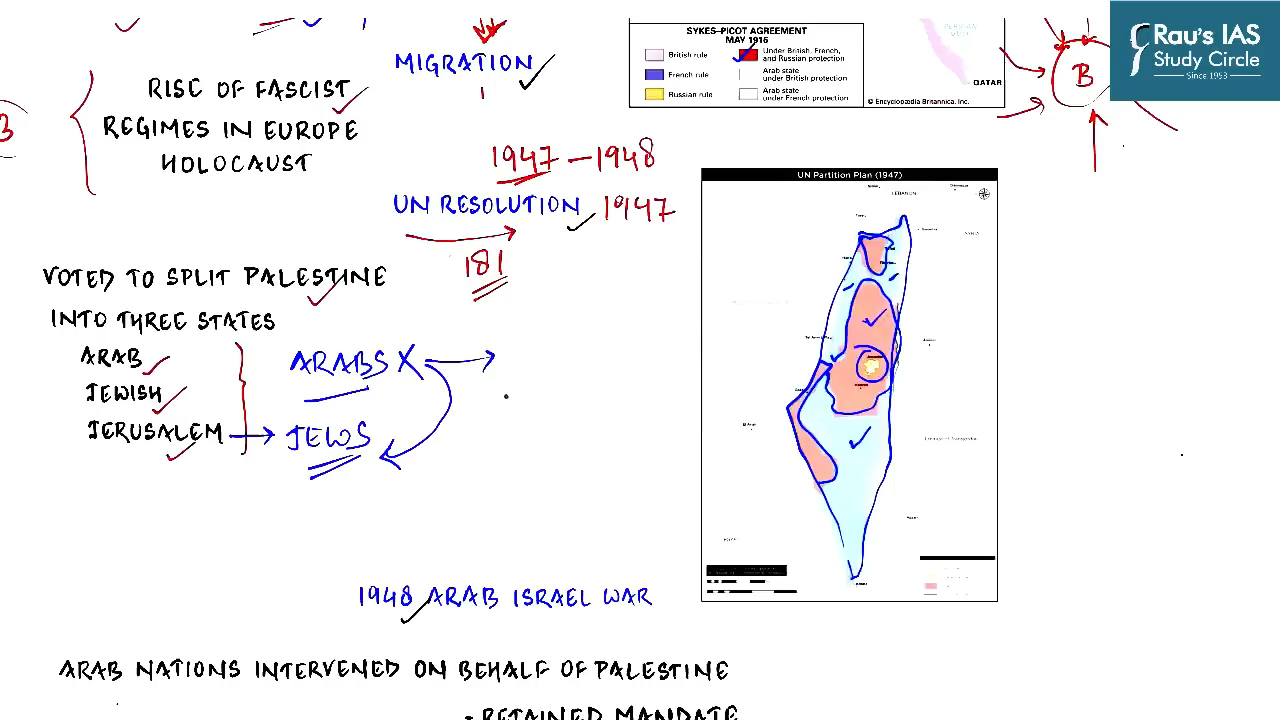 Rau's IAS
Study Circle
Since 1953
SYKES-PICOT AGREEMENT
MAY 1916
British rule
French rule
Russian rule
Under British, French,
and Russian protection
Arab state
under British protection
Arab state
under French protection
QATAR
© Encyclopædia Britannica, Inc.
B
MIGRATION
3
RISE OF FASCIST
REGIMES IN EUROPE
HOLOCAUST
1947 - 1948
UN RESOLUTION 1947
181
VOTED TO SPLIT PALESTINE
INTO THREE STATES
ARAB
JEWISH
JERUSALEM
ARABS X
JEWS
UN Partition Plan (1947)
LEBANON
1948 ARAB ISRAEL WAR
ARAB NATIONS INTERVENED ON BEHALF OF PALESTINE
- RETAINED MANDATE